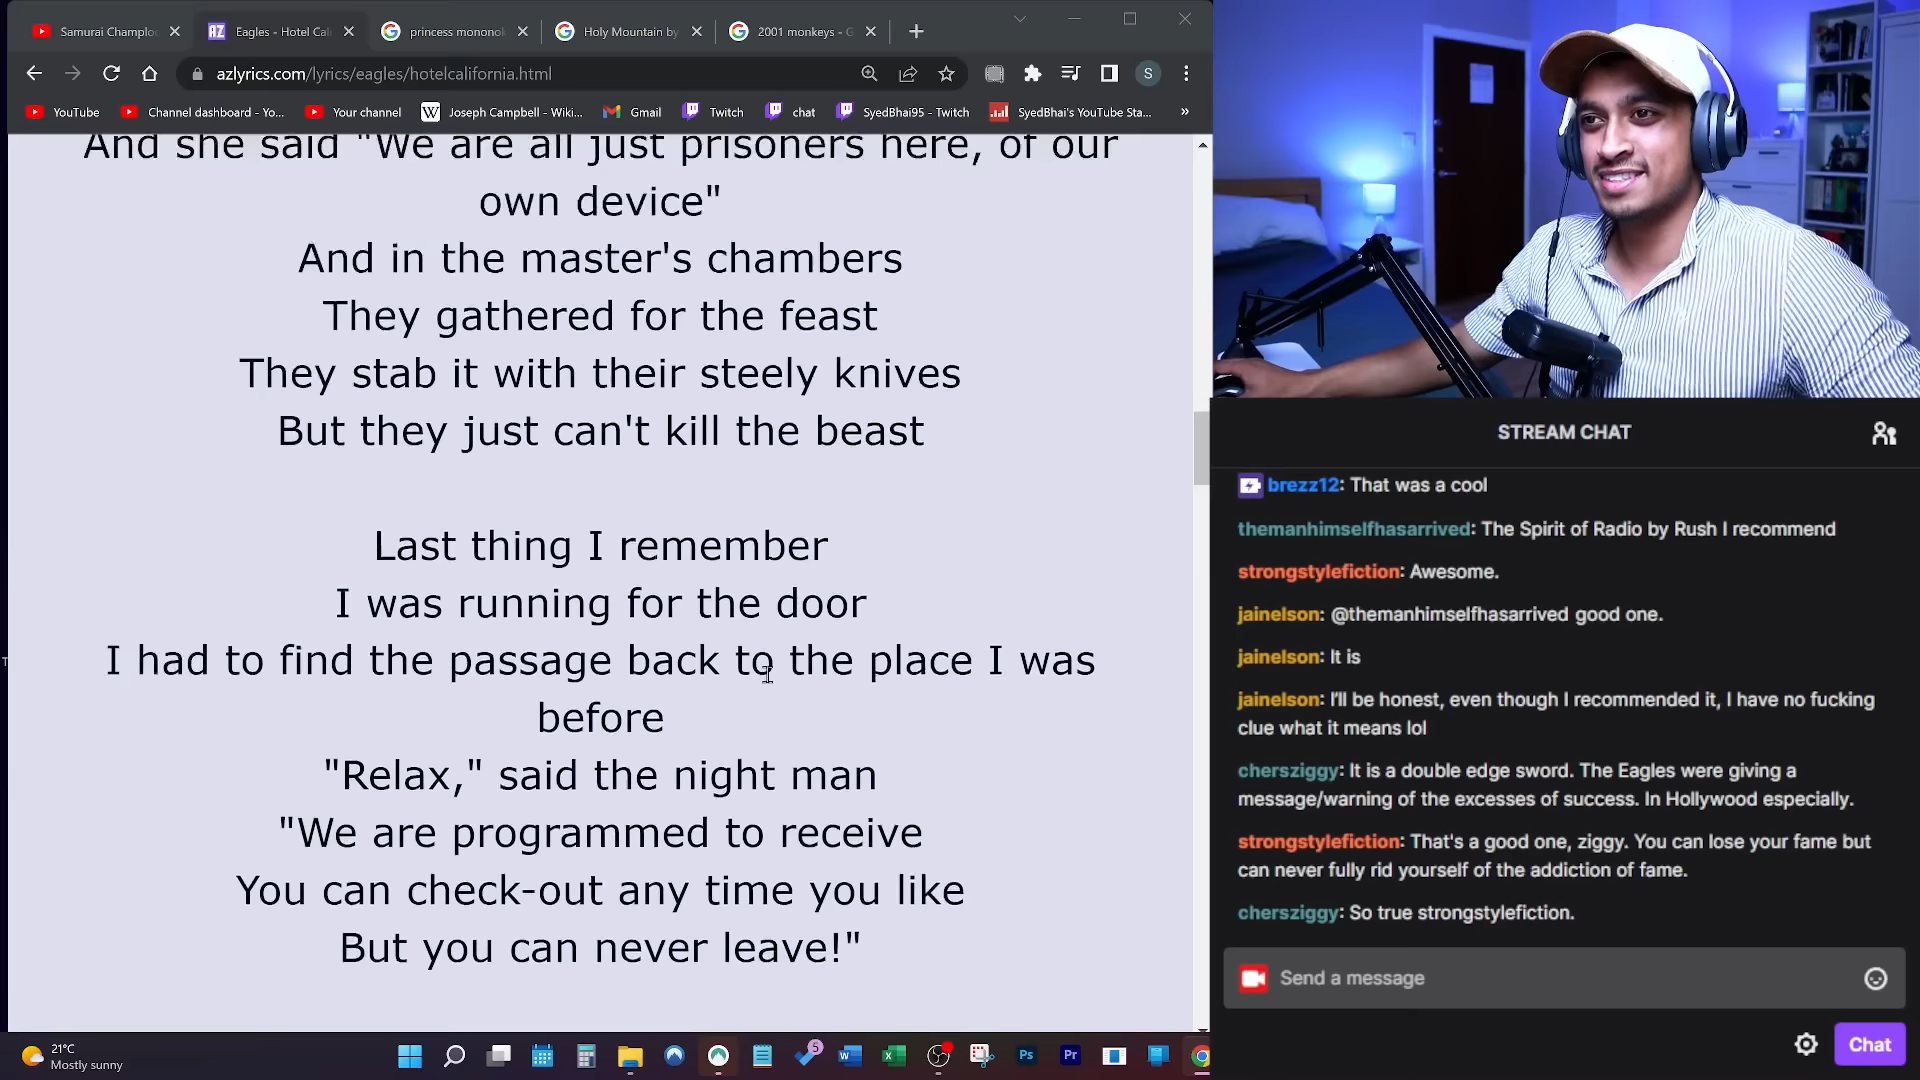 Samurai Champlo
Eagles - Hotel Cali
princess monono
Holy Mountain by
2001 monkeys - G
azlyrics.com/lyrics/eagles/hotelcalifornia.html
S
YouTube
Channel dashboard - Yo...
Your channel
Joseph Campbell - Wiki...
Gmail
Twitch
chat
SyedBhai95 - Twitch
SyedBhai's YouTube Sta...
»
And she said "We are all just prisoners here, of our
own device"
And in the master's chambers
They gathered for the feast
They stab it with their steely knives
But they just can't kill the beast
Last thing I remember
I was running for the door
I had to find the passage back to the place I was
before
"Relax," said the night man
"We are programmed to receive
You can check-out any time you like
But you can never leave!"
STREAM CHAT
brezz12: That was a cool
themanhimselfhasarrived: The Spirit of Radio by Rush I recommend
strongstylefiction: Awesome.
jainelson: @themanhimselfhasarrived good one.
jainelson: It is
jainelson: I'll be honest, even though I recommended it, I have no fucking
clue what it means lol
chersziggy: It is a double edge sword. The Eagles were giving a
message/warning of the excesses of success. In Hollywood especially.
strongstylefiction: That's a good one, ziggy. You can lose your fame but
can never fully rid yourself of the addiction of fame.
chersziggy: So true strongstylefiction.
Send a message
Chat
21°C
Mostly sunny
5
Ps
Pr